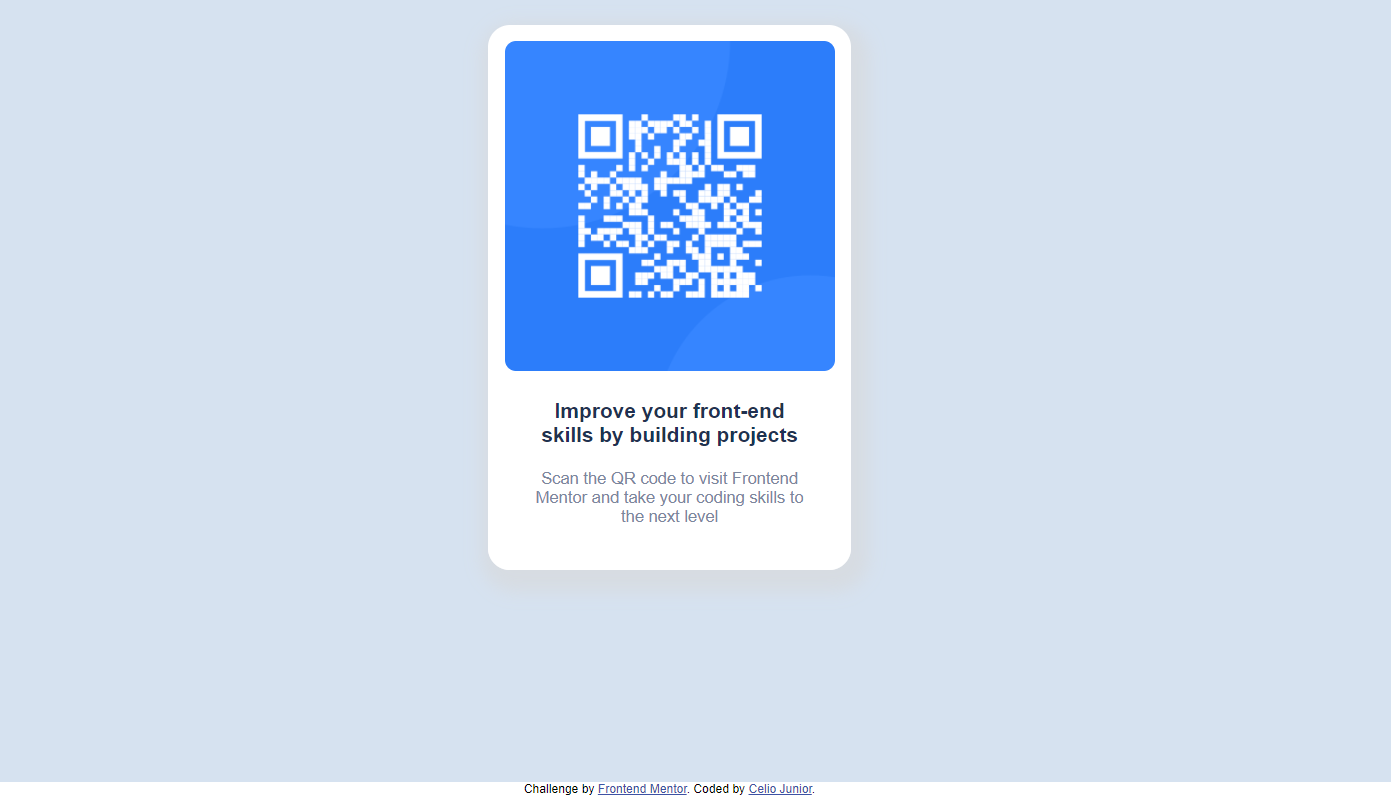 Improve your front-end
skills by building projects
Scan the QR code to visit Frontend
Mentor and take your coding skills to
the next level
Challenge by Frontend Mentor. Coded by Celio Junior.